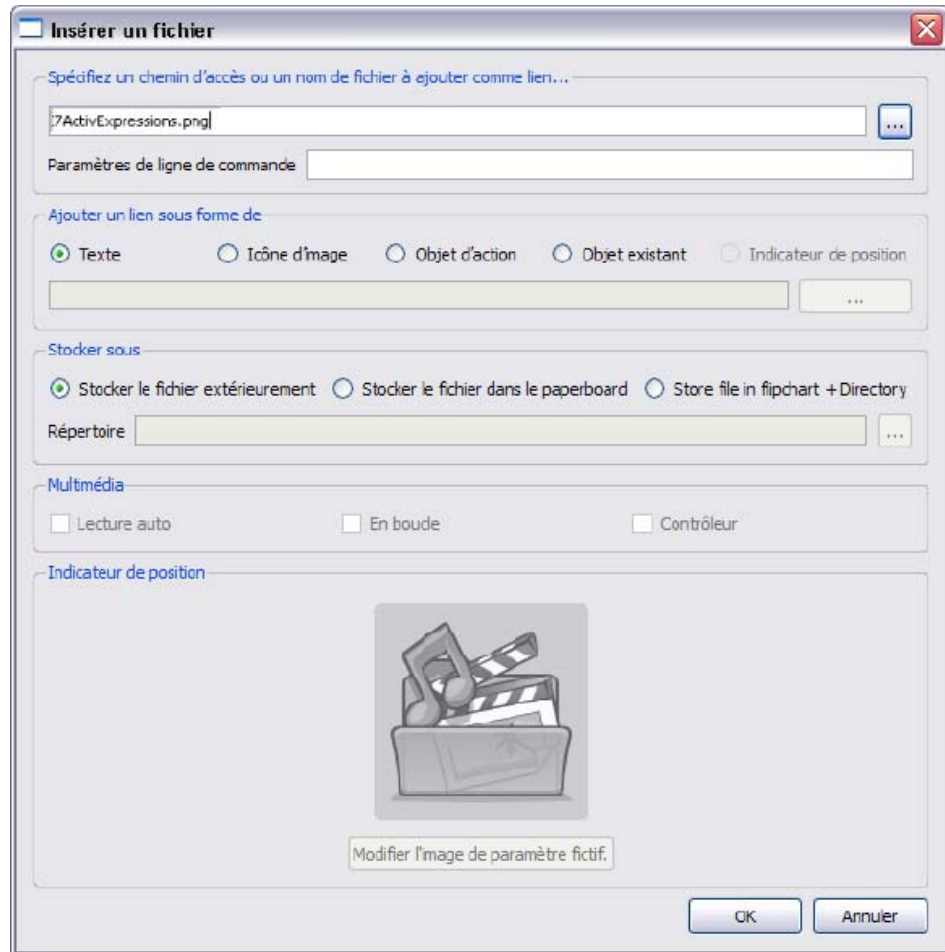 Insérer un fichier
Spécifiez un chemin d'accès ou un nom de fichier à ajouter comme lien...
7ActivExpressions.png
...
Paramètres de ligne de commande
Ajouter un lien sous forme de
Texte Icône d'image Objet d'action Objet existant Indicateur de position
...
Stocker sous
Stocker le fichier extérieurement Stocker le fichier dans le paperboard Store file in flipchart +Directory
Répertoire ...
Multimédia
Lecture auto En boucle Contrôleur
Indicateur de position
Modifier l'image de paramètre fictif.
OK Annuler